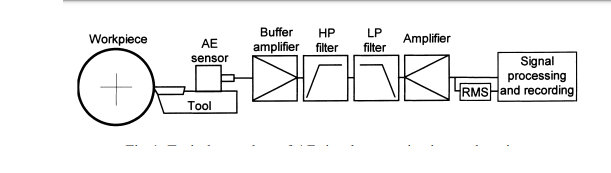 Workpiece
AE
sensor
Tool
Buffer
amplifier
HP
filter
LP
filter
Amplifier
RMS
Signal
processing
and recording